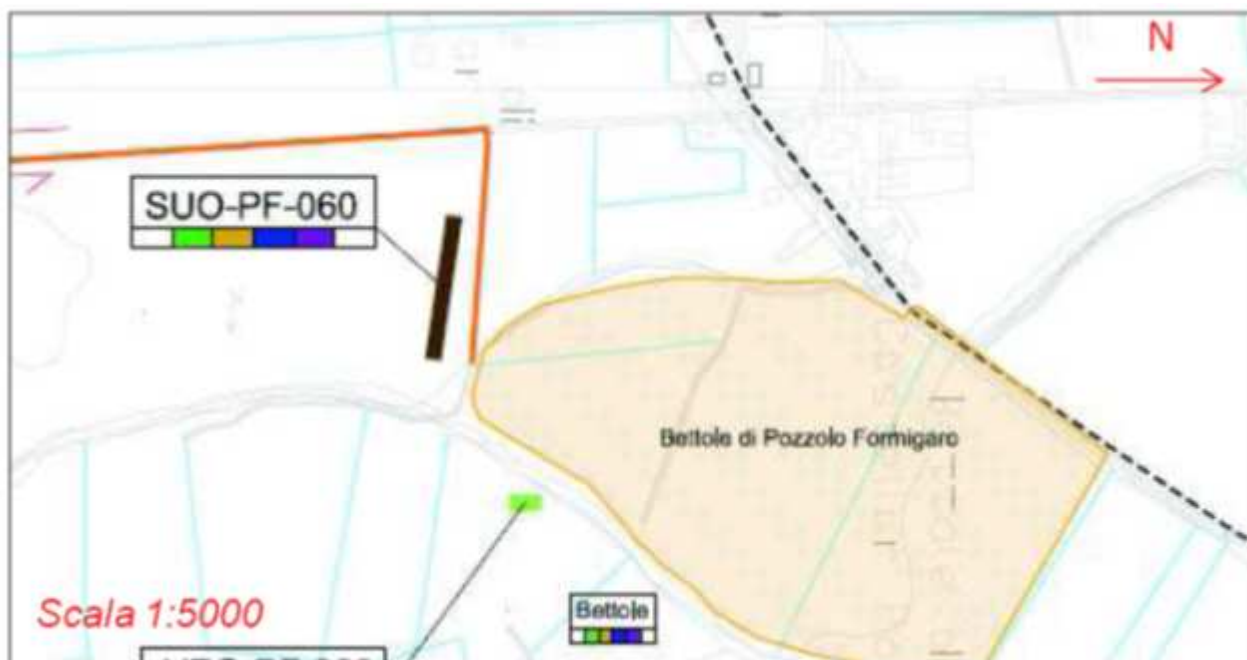 N
SUO-PF-060
Bettole di Pozzolo Formigaro
Scala 1:5000
Bettole